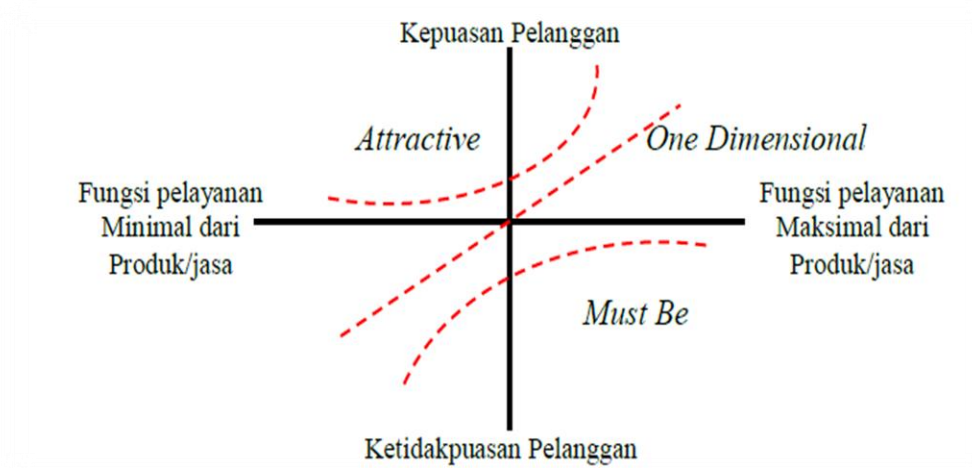 Kepuasan Pelanggan
Attractive
One Dimensional
Fungsi pelayanan
Minimal dari
Produk/jasa
Fungsi pelayanan
Maksimal dari
Produk/jasa
Must Be
Ketidakpuasan Pelanggan